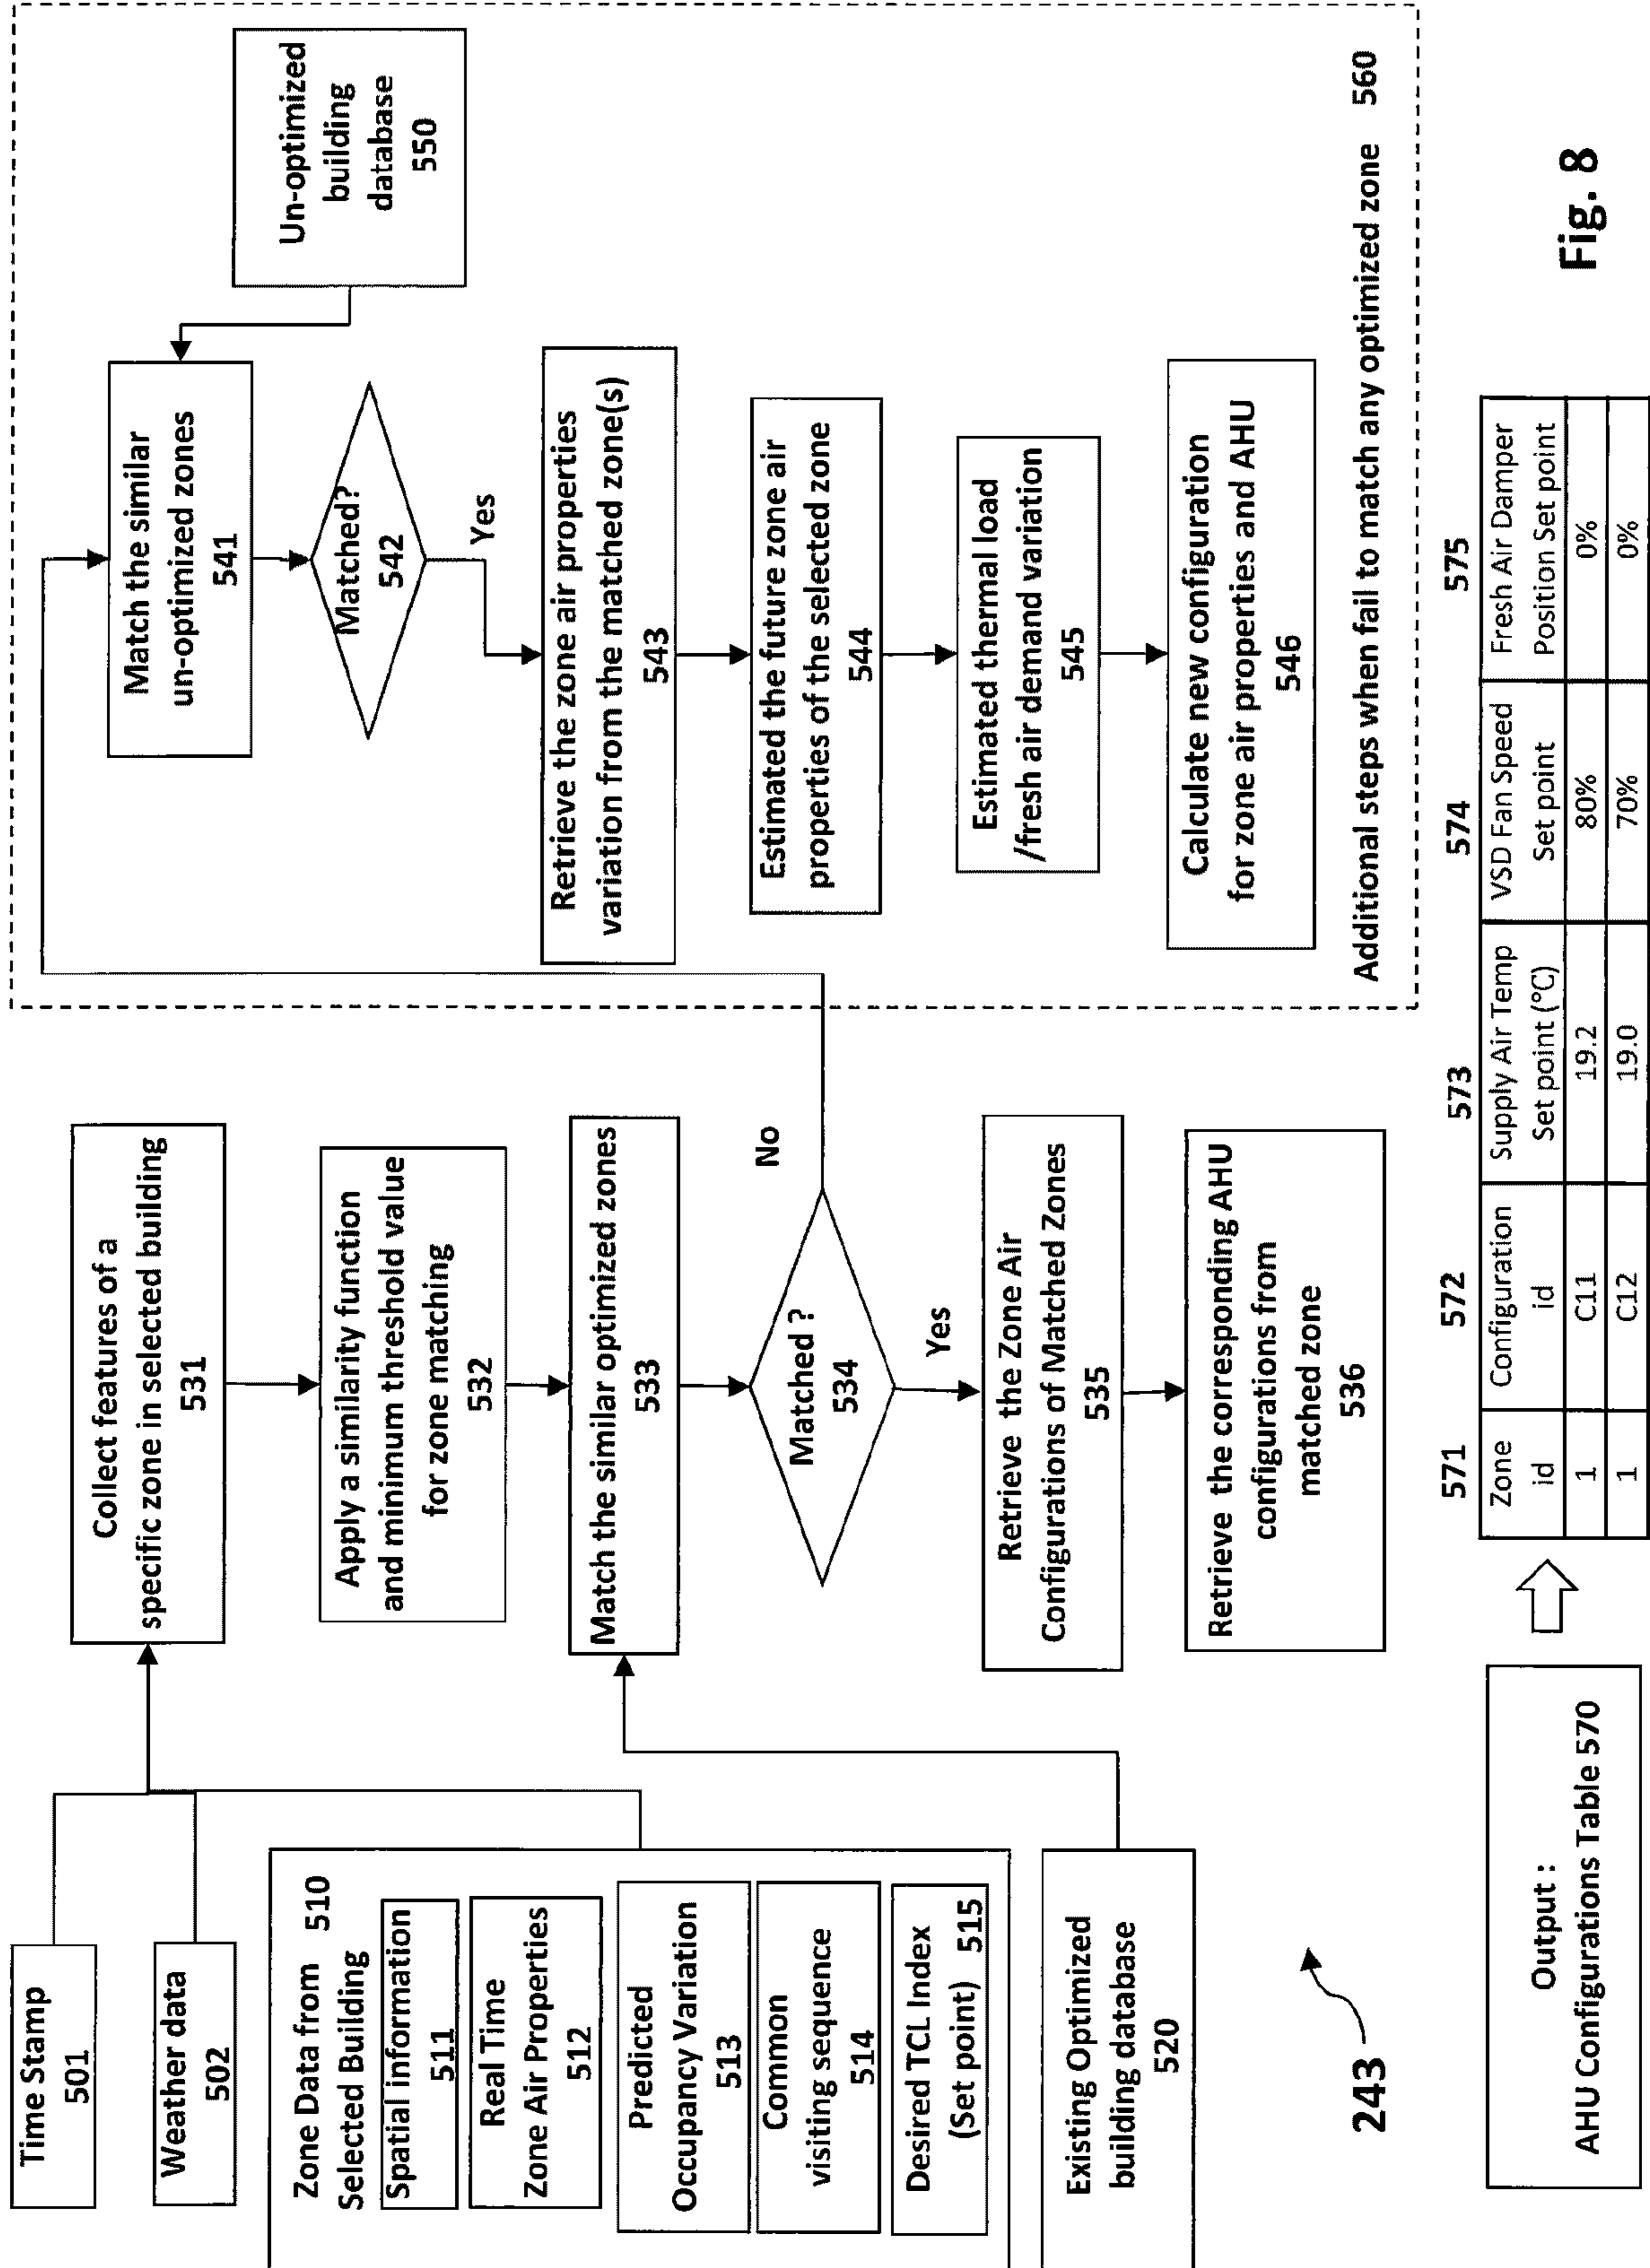 Time Stamp
501
Weather data
502
Zone Data from 510
Selected Building
Spatial information
511
Real Time
Zone Air Properties
512
Predicted
Occupancy Variation
513
Common
visiting sequence
514
Desired TCL Index
(Set point) 515
Existing Optimized
building database
520
243
Collect features of a
specific zone in selected building
531
Apply a similarity function
and minimum threshold value
for zone matching
532
Match the similar optimized zones
533
Matched ?
534
No
Yes
Retrieve the Zone Air
Configurations of Matched Zones
535
Retrieve the corresponding AHU
configurations from
matched zone
536
Match the similar
un-optimized zones
541
Un-optimized
building
database
550
Matched?
542
Yes
Retrieve the zone air properties
variation from the matched zone(s)
543
Estimated the future zone air
properties of the selected zone
544
Estimated thermal load
/fresh air demand variation
545
Calculate new configuration
for zone air properties and AHU
546
Additional steps when fail to match any optimized zone 560
Output :
AHU Configurations Table 570
571 572 573 574 575
Zone Configuration Supply Air Temp VSD Fan Speed Fresh Air Damper
id id Set point (°C) Set point Position Set point
1 C11 19.2 80% 0%
1 C12 19.0 70% 0%
Fig. 8